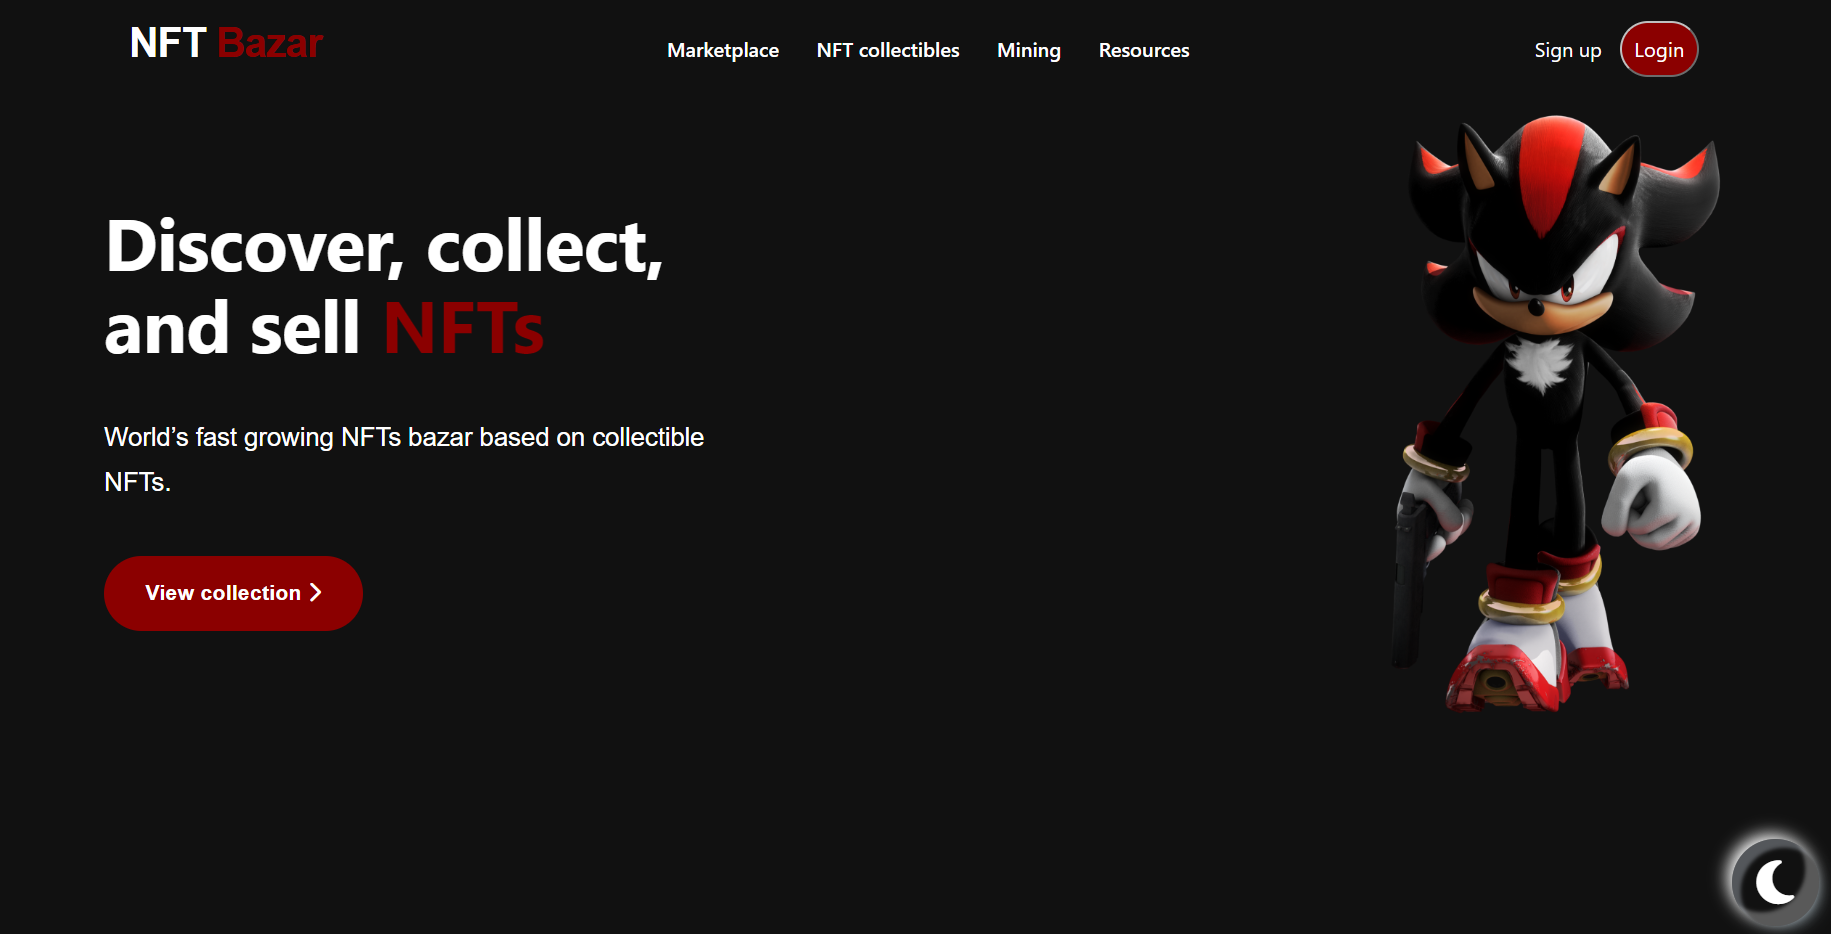 NFT Bazar
Marketplace NFT collectibles Mining Resources
Sign up Login
Discover, collect,
and sell NFTs
World’s fast growing NFTs bazar based on collectible
NFTs.
View collection